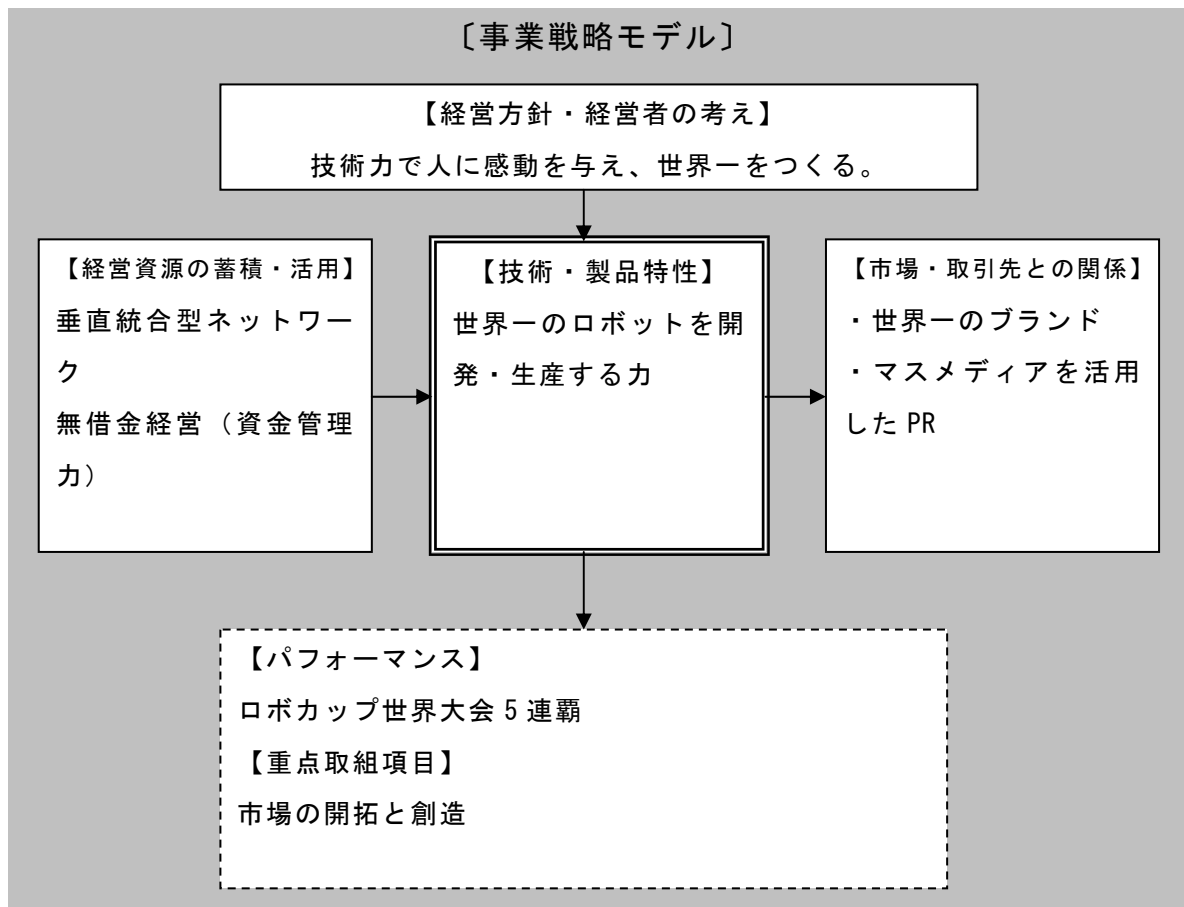 〔事業戦略モデル〕
【経営方針・経営者の考え】
技術力で人に感動を与え、世界一をつくる。
【経営資源の蓄積・活用】
垂直統合型ネットワー
ク
無借金経営（資金管理
力）
【技術・製品特性】
世界一のロボットを開
発・生産する力
【市場・取引先との関係】
・世界一のブランド
・マスメディアを活用
した PR
【パフォーマンス】
ロボカップ世界大会 5 連覇
【重点取組項目】
市場の開拓と創造